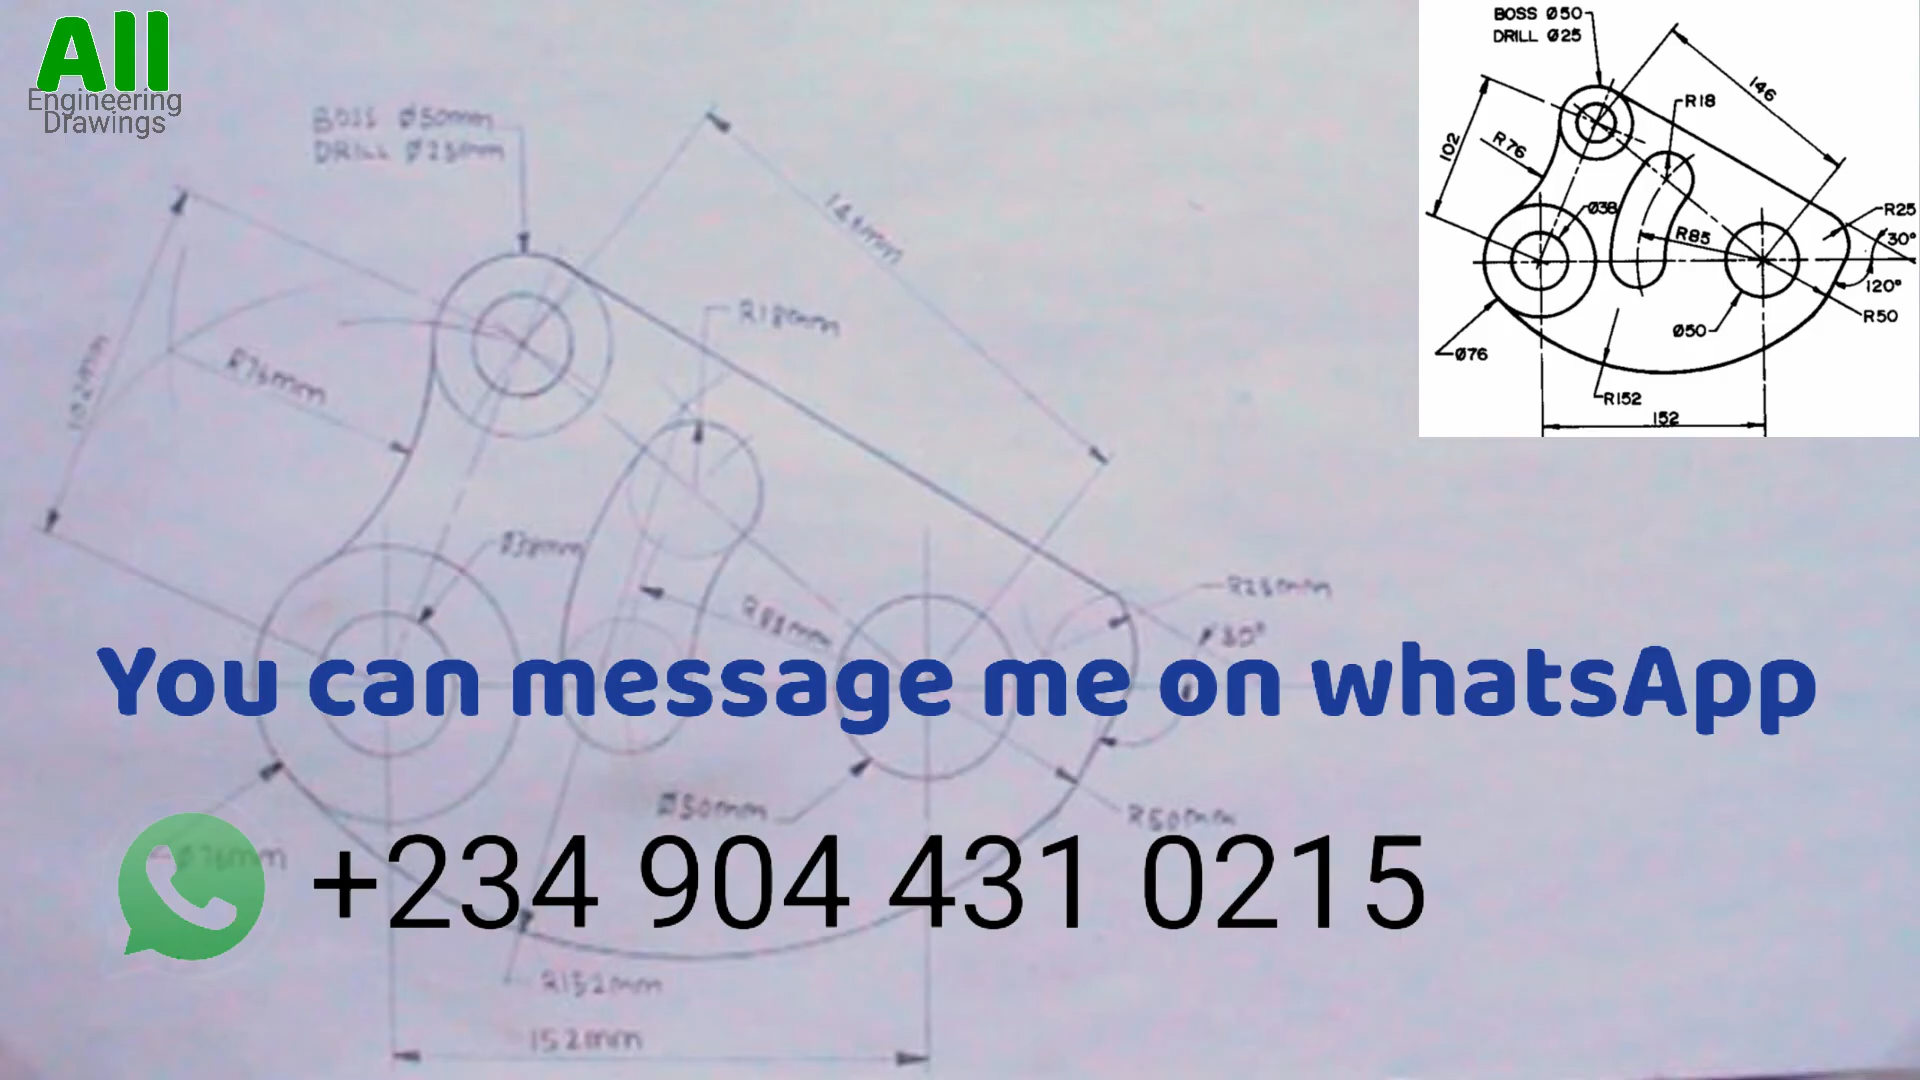 All
Engineering
Drawings
BOSS Ø50mm
DRILL Ø25mm
146mm
102mm
R76mm
R18mm
Ø38mm
R85mm
R25mm
30°
You can message me on whatsApp
Ø50mm
R50mm
Ø76mm
+234 904 431 0215
R152mm
152mm
BOSS Ø50
DRILL Ø25
146
R18
102
R76
Ø38
R85
R25
30°
120°
R50
Ø50
Ø76
R152
152